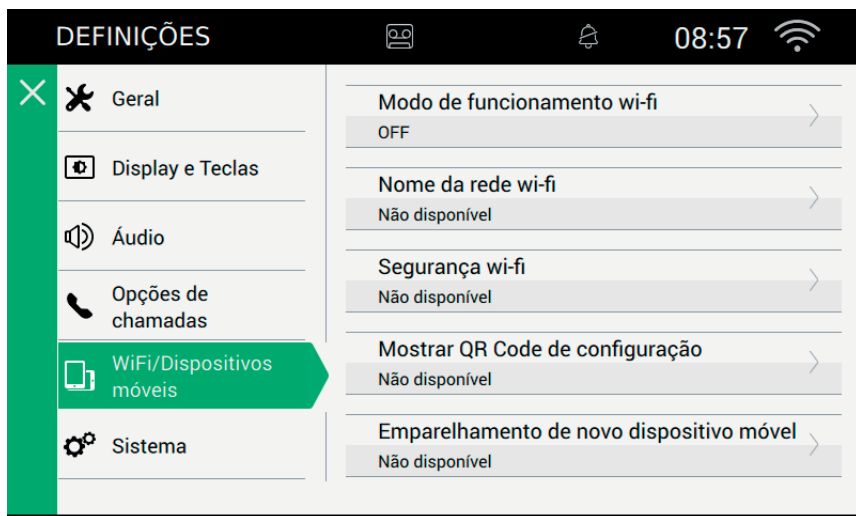 DEFINIÇÕES
08:57
Geral
Display e Teclas
Áudio
Opções de
chamadas
WiFi/Dispositivos
móveis
Sistema
Modo de funcionamento wi-fi
OFF
Nome da rede wi-fi
Não disponível
Segurança wi-fi
Não disponível
Mostrar QR Code de configuração
Não disponível
Emparelhamento de novo dispositivo móvel
Não disponível